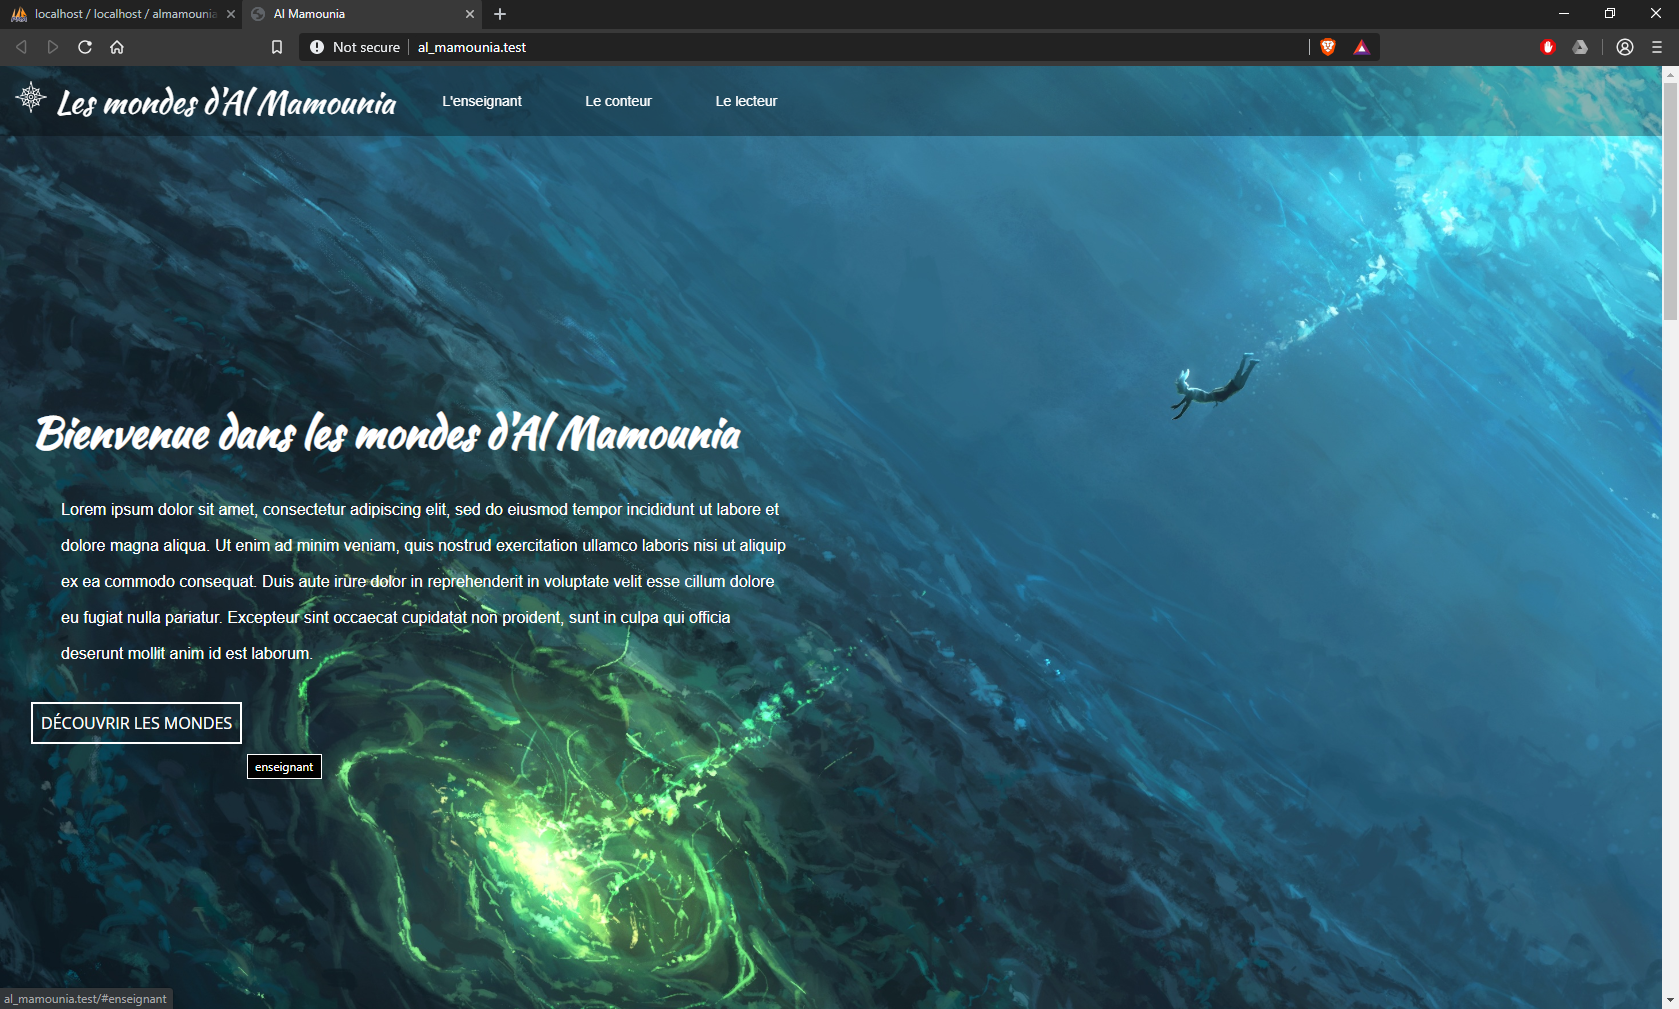 localhost / localhost / almamounia
Al Mamounia
Not secure
al_mamounia.test
Les mondes d'Al Mamounia
L'enseignant
Le conteur
Le lecteur
Bienvenue dans les mondes d'Al Mamounia
Lorem ipsum dolor sit amet, consectetur adipiscing elit, sed do eiusmod tempor incididunt ut labore et
dolore magna aliqua. Ut enim ad minim veniam, quis nostrud exercitation ullamco laboris nisi ut aliquip
ex ea commodo consequat. Duis aute irure dolor in reprehenderit in voluptate velit esse cillum dolore
eu fugiat nulla pariatur. Excepteur sint occaecat cupidatat non proident, sunt in culpa qui officia
deserunt mollit anim id est laborum.
DÉCOUVRIR LES MONDES
enseignant
al_mamounia.test/#enseignant